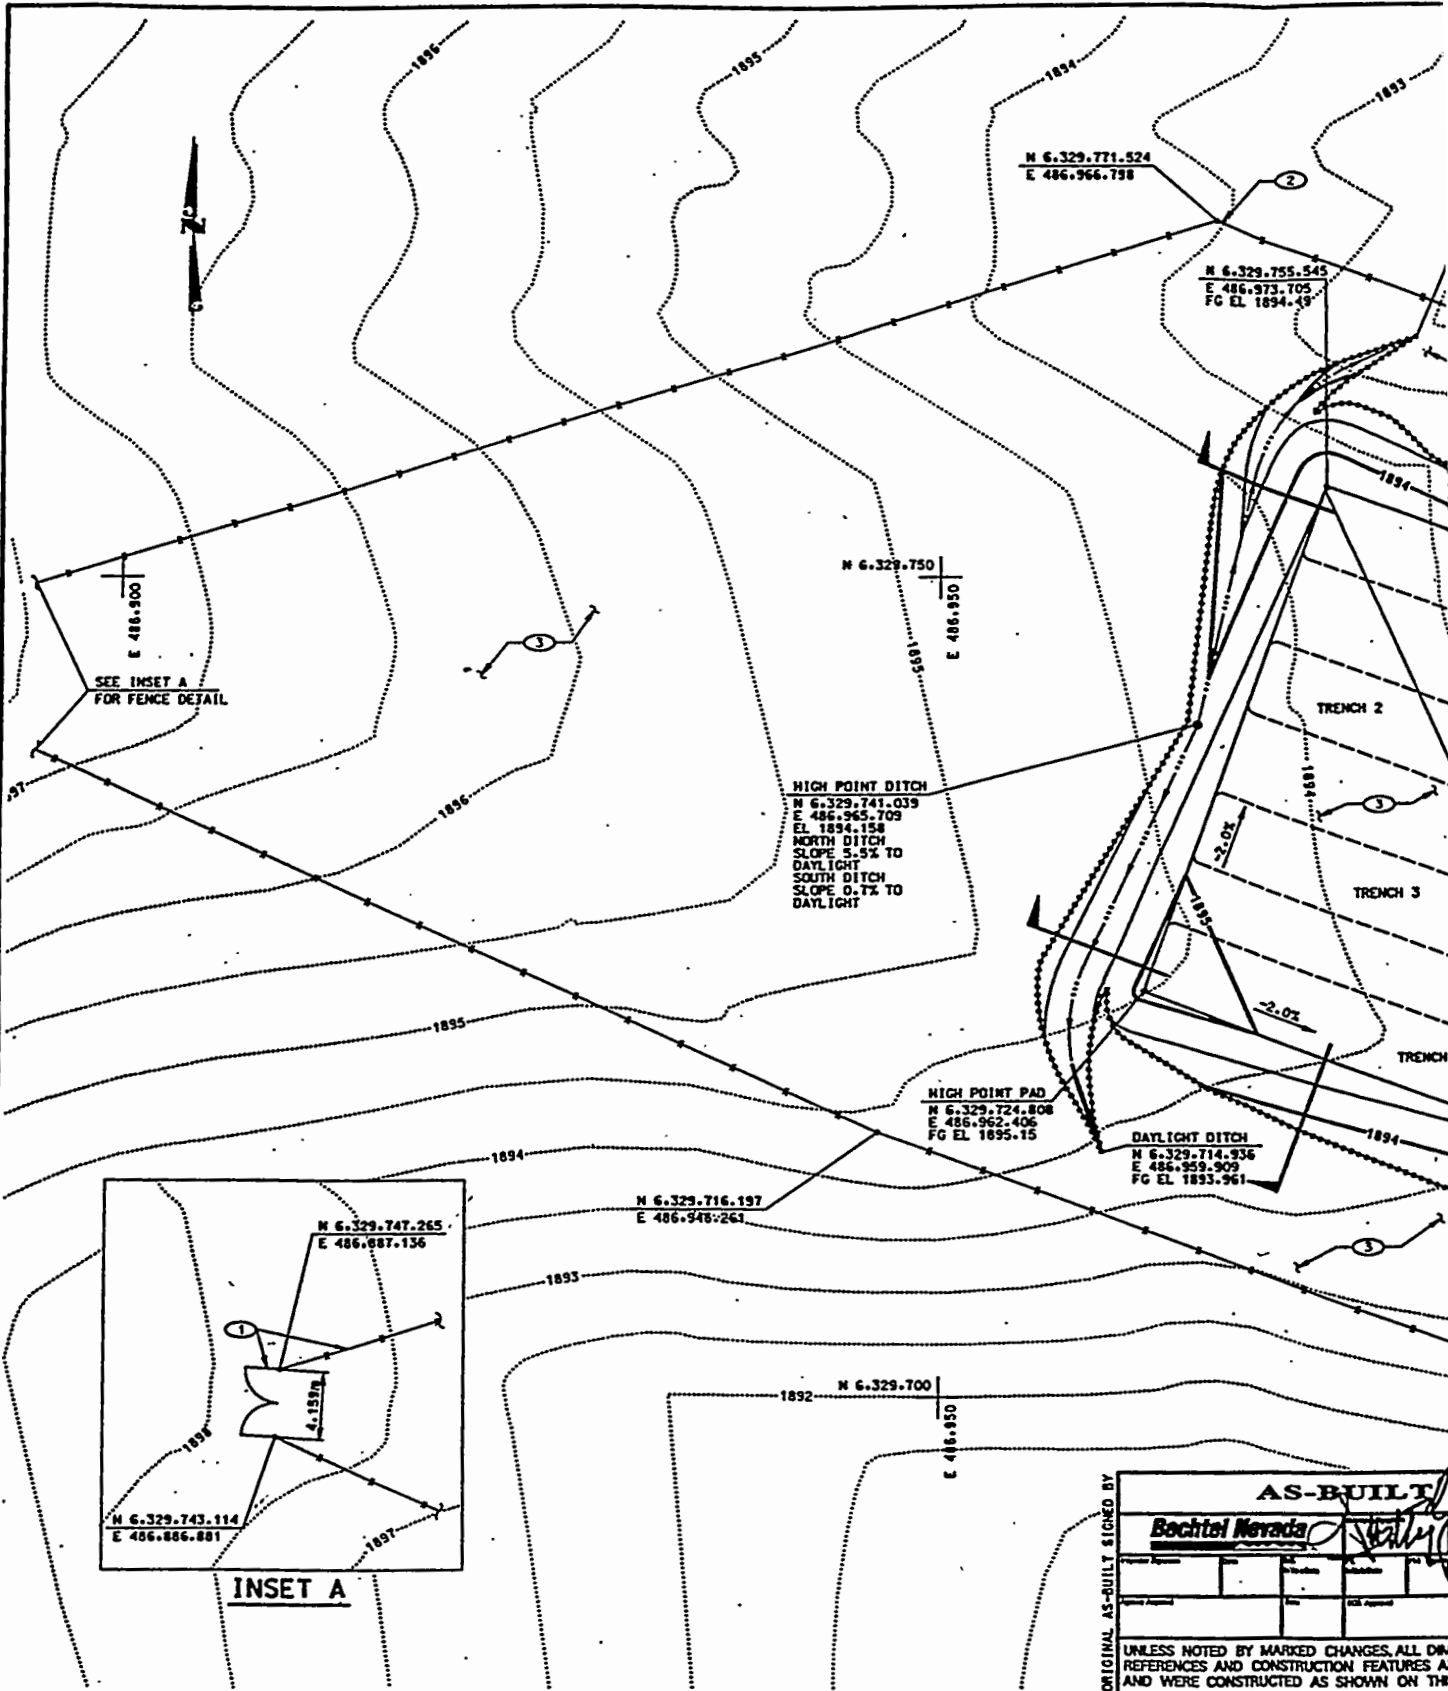 1896
1895
1894
1893
N 6.329.771.524
E 486.966.798
2
N 6.329.755.545
E 486.973.705
FG EL 1894.49
N
S
1894
N 6.329.750
E 486.900
E 486.950
3
1895
SEE INSET A
FOR FENCE DETAIL
TRENCH 2
1894
3
HIGH POINT DITCH
N 6.329.741.039
E 486.965.709
EL 1894.158
NORTH DITCH
SLOPE 5.5% TO
DAYLIGHT
SOUTH DITCH
SLOPE 0.7% TO
DAYLIGHT
97
1896
-2.0%
TRENCH 3
1895
-2.0%
1895
TRENCH
HIGH POINT PAD
N 6.329.724.808
E 486.962.406
FG EL 1895.15
DAYLIGHT DITCH
N 6.329.714.936
E 486.959.909
FG EL 1893.961
1894
1894
N 6.329.716.197
E 486.946.261
3
1893
N 6.329.747.265
E 486.887.136
1
4.159m
1898
N 6.329.743.114
E 486.886.881
1897
INSET A
1892
N 6.329.700
E 486.950
ORIGINAL AS-BUILT SIGNED BY
AS-BUILT
Bechtel Nevada
UNLESS NOTED BY MARKED CHANGES, ALL DIM
REFERENCES AND CONSTRUCTION FEATURES A
AND WERE CONSTRUCTED AS SHOWN ON THI